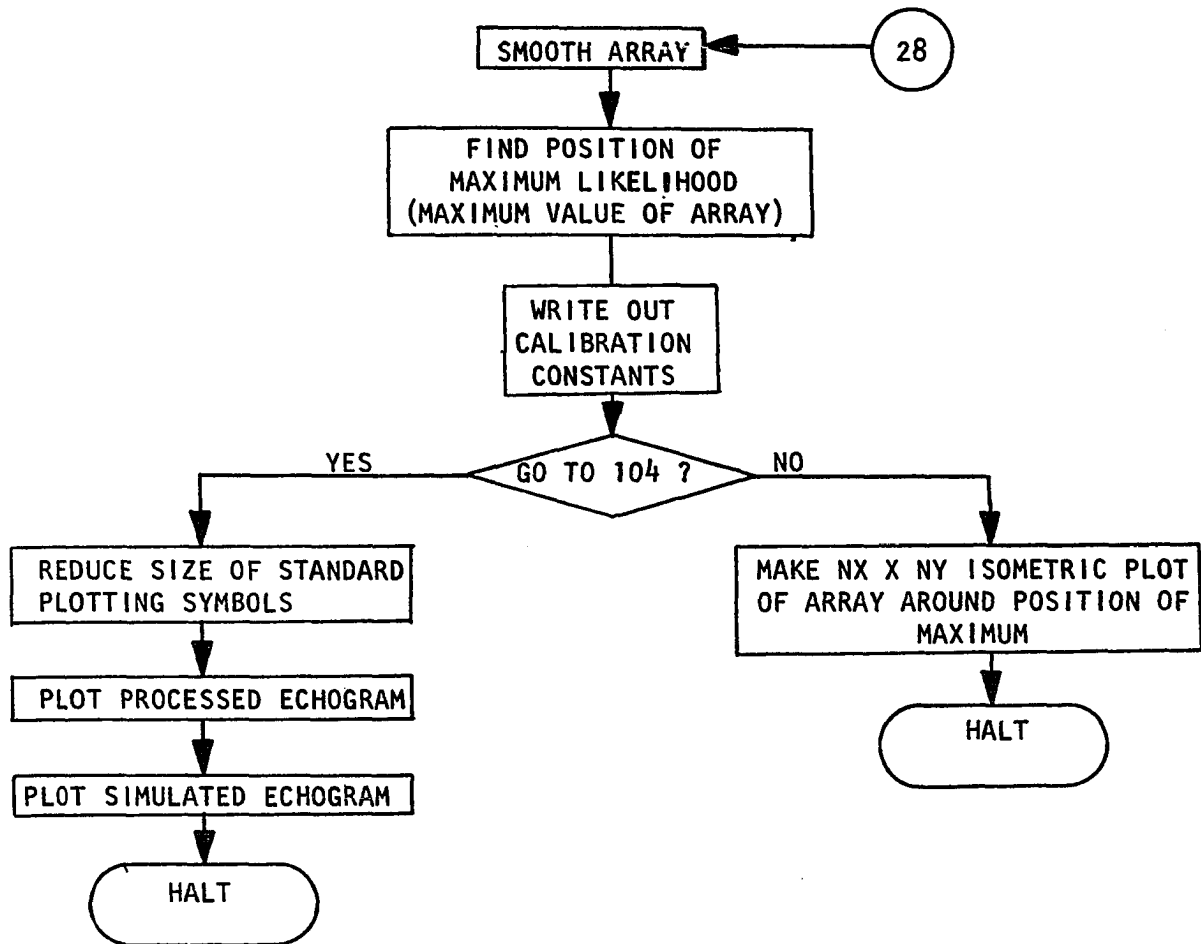 SMOOTH ARRAY
28
FIND POSITION OF
MAXIMUM LIKELIHOOD
(MAXIMUM VALUE OF ARRAY)
WRITE OUT
CALIBRATION
CONSTANTS
YES
GO TO 104 ?
NO
REDUCE SIZE OF STANDARD
PLOTTING SYMBOLS
MAKE NX X NY ISOMETRIC PLOT
OF ARRAY AROUND POSITION OF
MAXIMUM
PLOT PROCESSED ECHOGRAM
HALT
PLOT SIMULATED ECHOGRAM
HALT